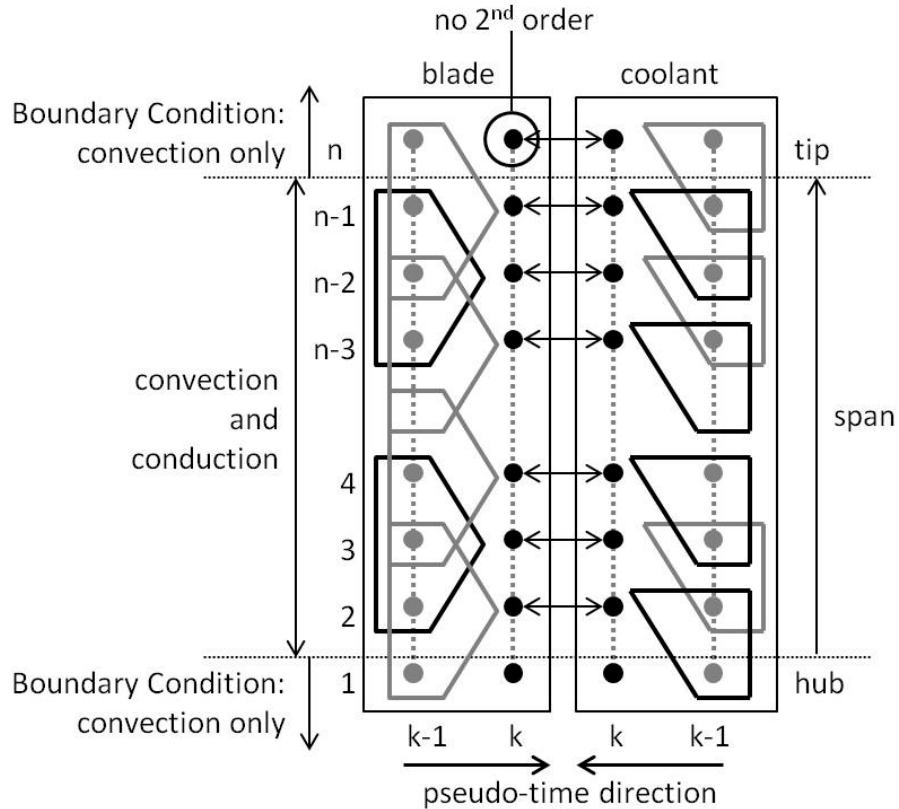 no 2nd order
blade
coolant
Boundary Condition:
convection only
n
tip
n-1
n-2
n-3
convection
and
conduction
span
4
3
2
Boundary Condition:
convection only
1
hub
k-1
k
k
k-1
pseudo-time direction